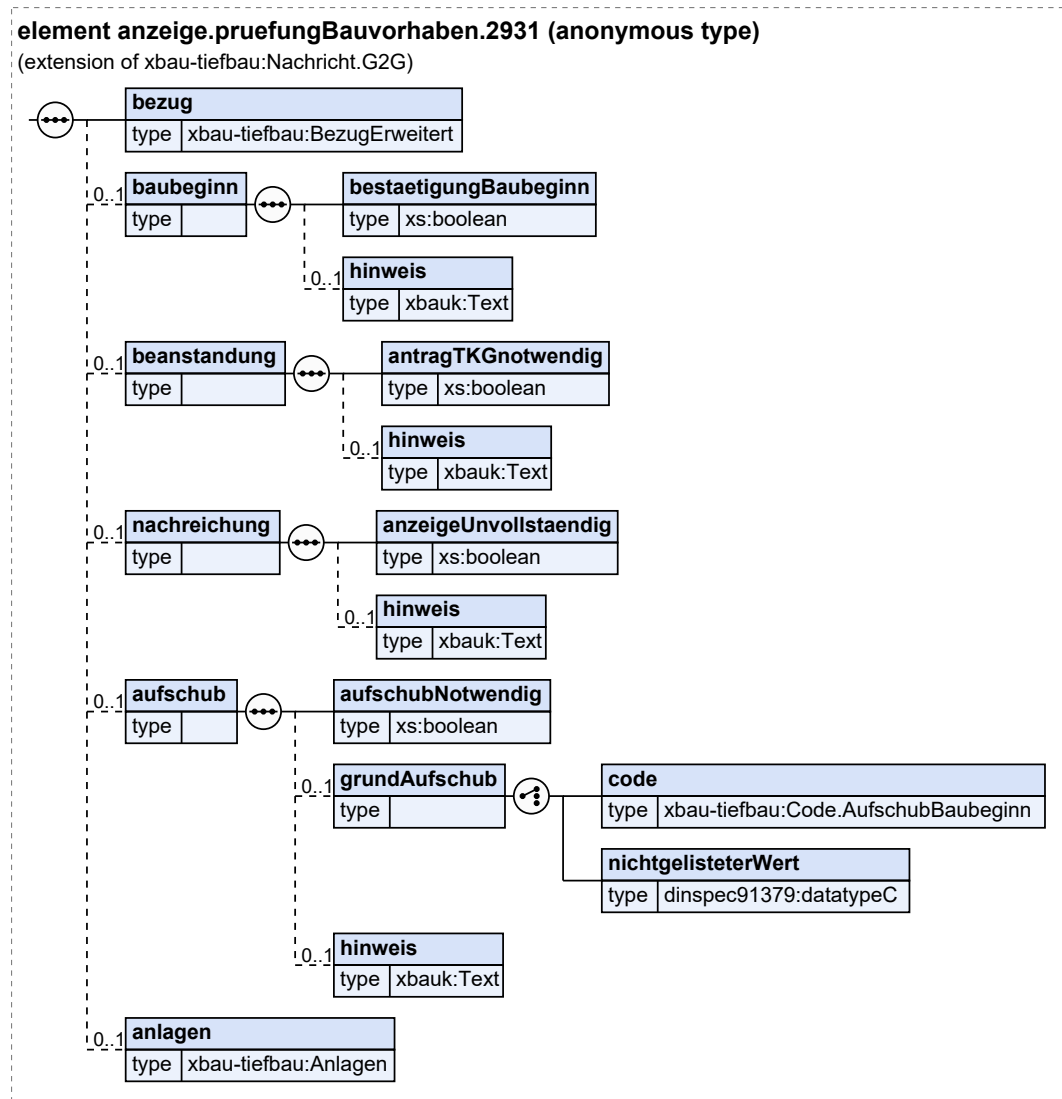 element anzeige.pruefungBauvorhaben.2931 (anonymous type)
(extension of xbau-tiefbau:Nachricht.G2G)
bezug
type xbau-tiefbau:BezugErweitert
0..1 baubeginn
type
bestaetigungBaubeginn
type xs:boolean
0..1 hinweis
type xbauk:Text
0..1 beanstandung
type
antragTKGnotwendig
type xs:boolean
0..1 hinweis
type xbauk:Text
0..1 nachreichung
type
anzeigeUnvollstaendig
type xs:boolean
0..1 hinweis
type xbauk:Text
0..1 aufschub
type
aufschubNotwendig
type xs:boolean
0..1 grundAufschub
type
code
type xbau-tiefbau:Code.AufschubBaubeginn
nichtgelisteterWert
type dinspec91379:datatypeC
0..1 hinweis
type xbauk:Text
0..1 anlagen
type xbau-tiefbau:Anlagen